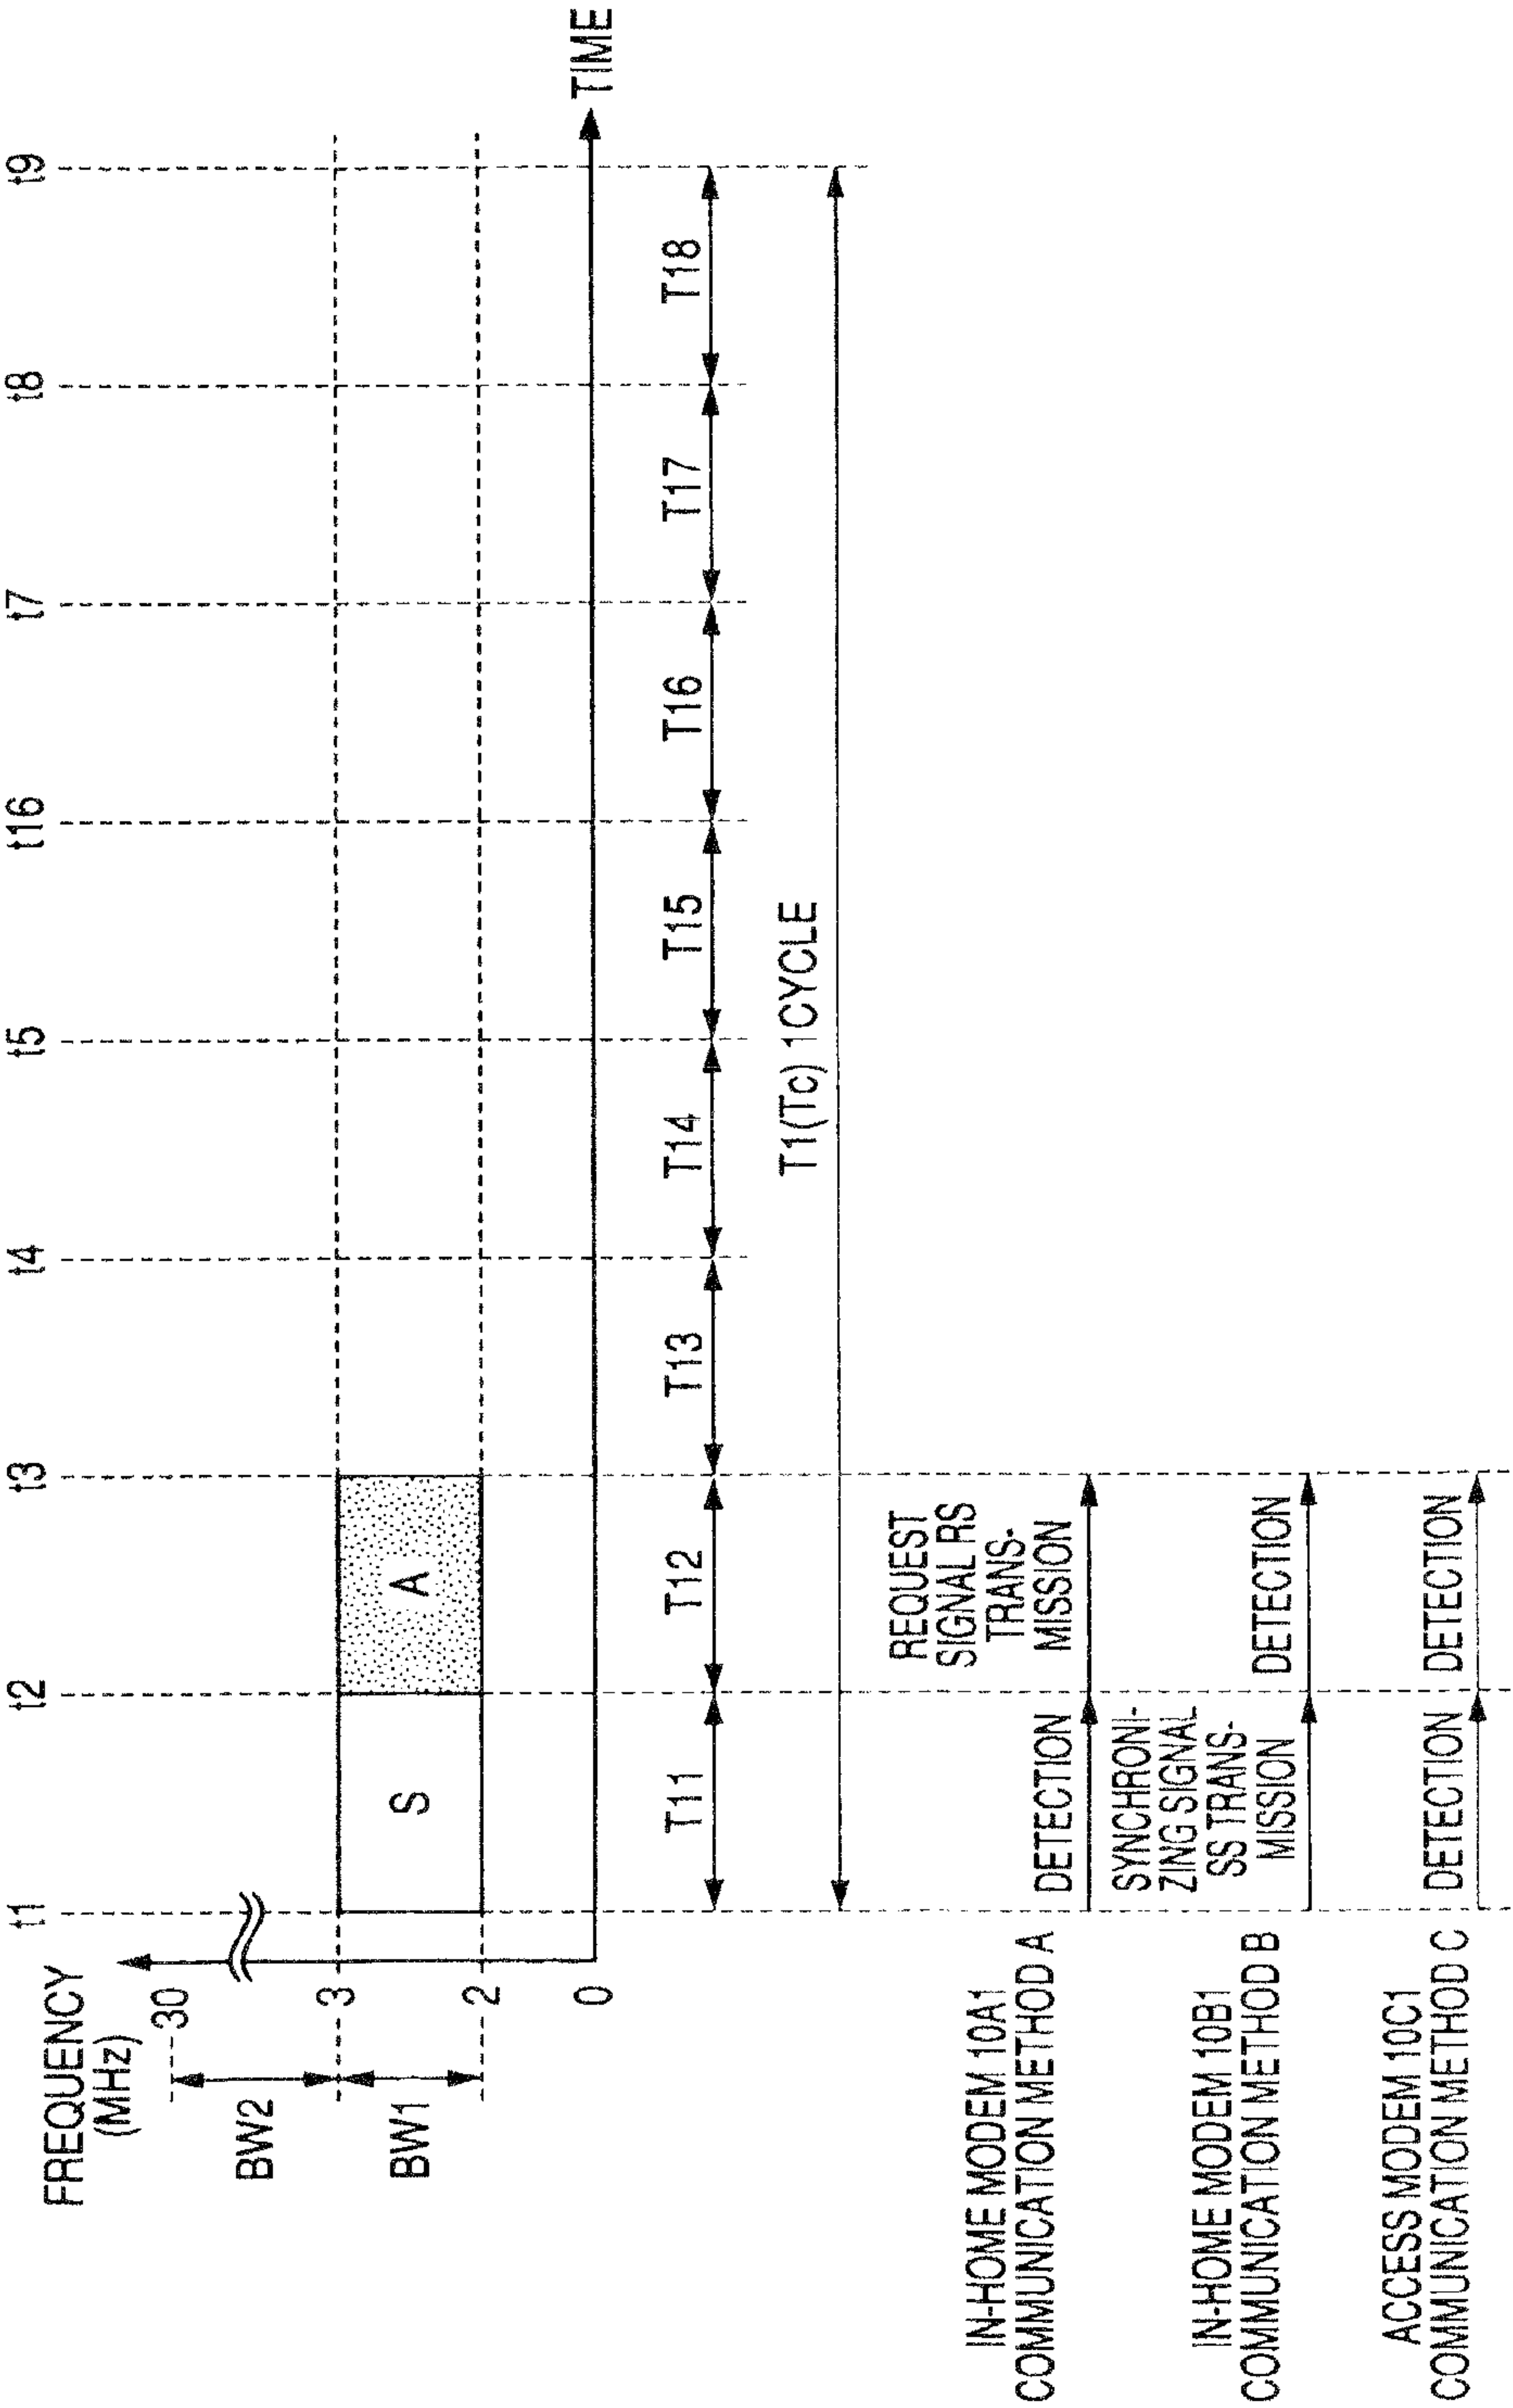 FREQUENCY
(MHz)
t1
t2
t3
t4
t5
t16
t7
t8
t9
30
3
2
0
BW2
BW1
S
A
TIME
T11
T12
T13
T14
T15
T16
T17
T18
T1(Tc) 1CYCLE
IN-HOME MODEM 10A1
COMMUNICATION METHOD A
DETECTION
REQUEST
SIGNAL RS
TRANS-
MISSION
IN-HOME MODEM 10B1
COMMUNICATION METHOD B
SYNCHRONI-
ZING SIGNAL
SS TRANS-
MISSION
DETECTION
ACCESS MODEM 10C1
COMMUNICATION METHOD C
DETECTION
DETECTION